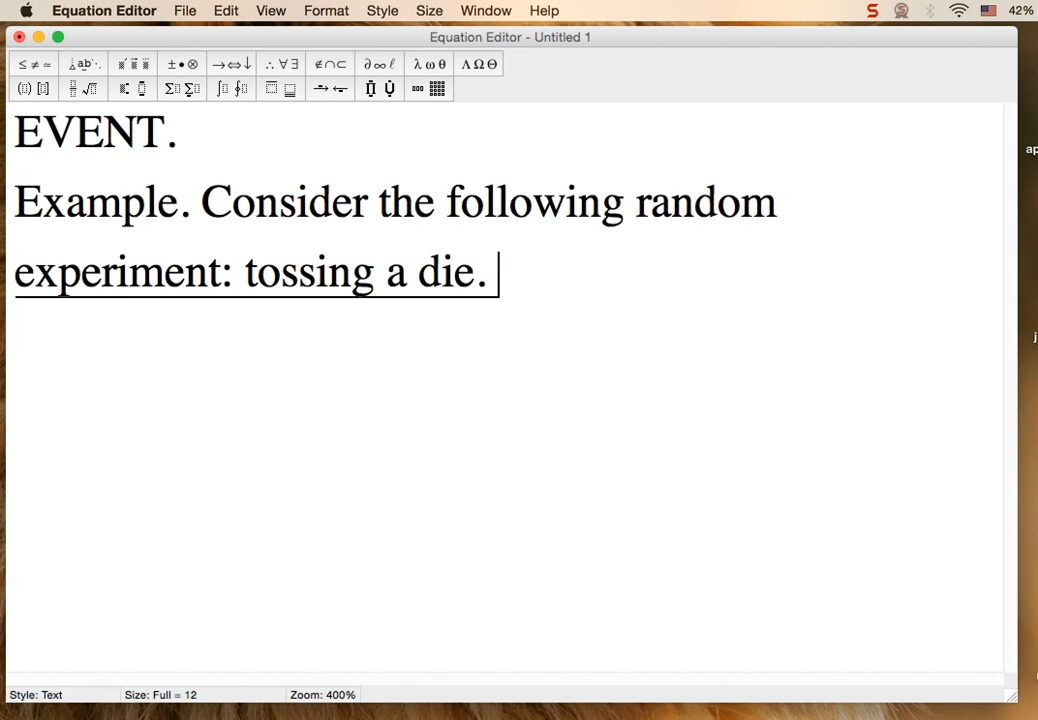 Equation Editor File Edit View Format Style Size Window Help 42%
Equation Editor - Untitled 1
≤ ≠ ≈ ± • ⊗ → ⇔ ↓ ∴ ∀ ∃ ∉ ∩ ⊂ ∂ ∞ ℓ λ ω θ Λ Ω Θ
EVENT.
Example. Consider the following random
experiment: tossing a die.
Style: Text Size: Full = 12 Zoom: 400%